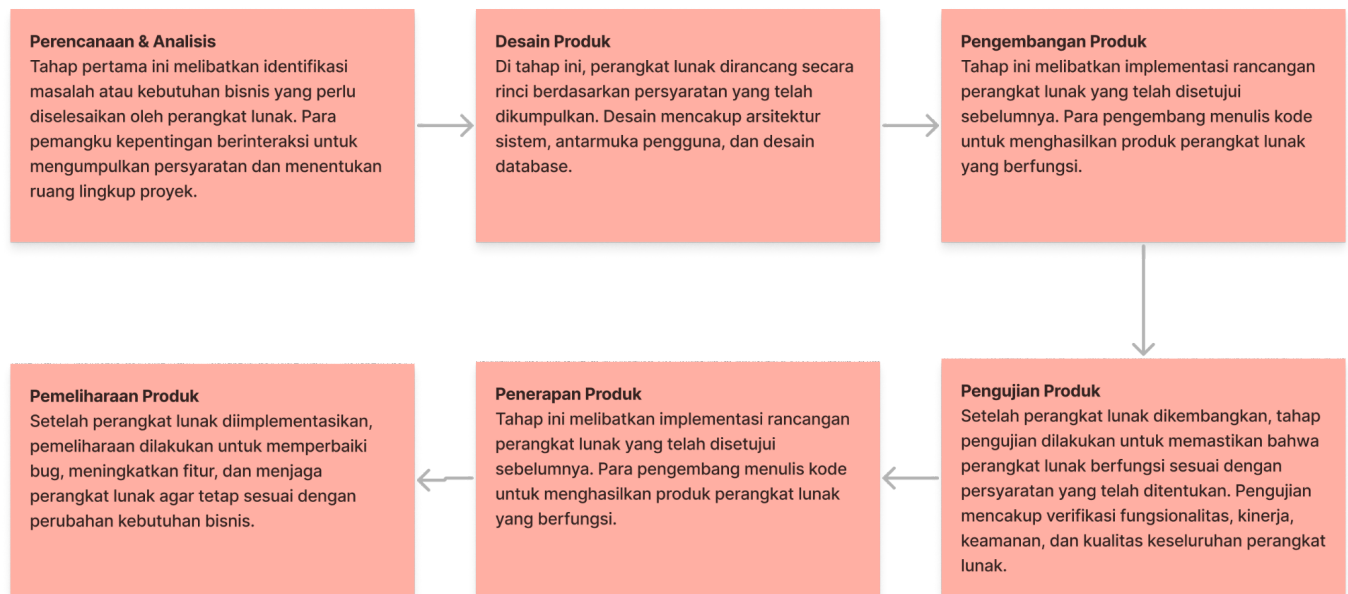 Perencanaan & Analisis
Tahap pertama ini melibatkan identifikasi
masalah atau kebutuhan bisnis yang perlu
diselesaikan oleh perangkat lunak. Para
pemangku kepentingan berinteraksi untuk
mengumpulkan persyaratan dan menentukan
ruang lingkup proyek.
Desain Produk
Di tahap ini, perangkat lunak dirancang secara
rinci berdasarkan persyaratan yang telah
dikumpulkan. Desain mencakup arsitektur
sistem, antarmuka pengguna, dan desain
database.
Pengembangan Produk
Tahap ini melibatkan implementasi rancangan
perangkat lunak yang telah disetujui
sebelumnya. Para pengembang menulis kode
untuk menghasilkan produk perangkat lunak
yang berfungsi.
Pengujian Produk
Setelah perangkat lunak dikembangkan, tahap
pengujian dilakukan untuk memastikan bahwa
perangkat lunak berfungsi sesuai dengan
persyaratan yang telah ditentukan. Pengujian
mencakup verifikasi fungsionalitas, kinerja,
keamanan, dan kualitas keseluruhan perangkat
lunak.
Penerapan Produk
Tahap ini melibatkan implementasi rancangan
perangkat lunak yang telah disetujui
sebelumnya. Para pengembang menulis kode
untuk menghasilkan produk perangkat lunak
yang berfungsi.
Pemeliharaan Produk
Setelah perangkat lunak diimplementasikan,
pemeliharaan dilakukan untuk memperbaiki
bug, meningkatkan fitur, dan menjaga
perangkat lunak agar tetap sesuai dengan
perubahan kebutuhan bisnis.